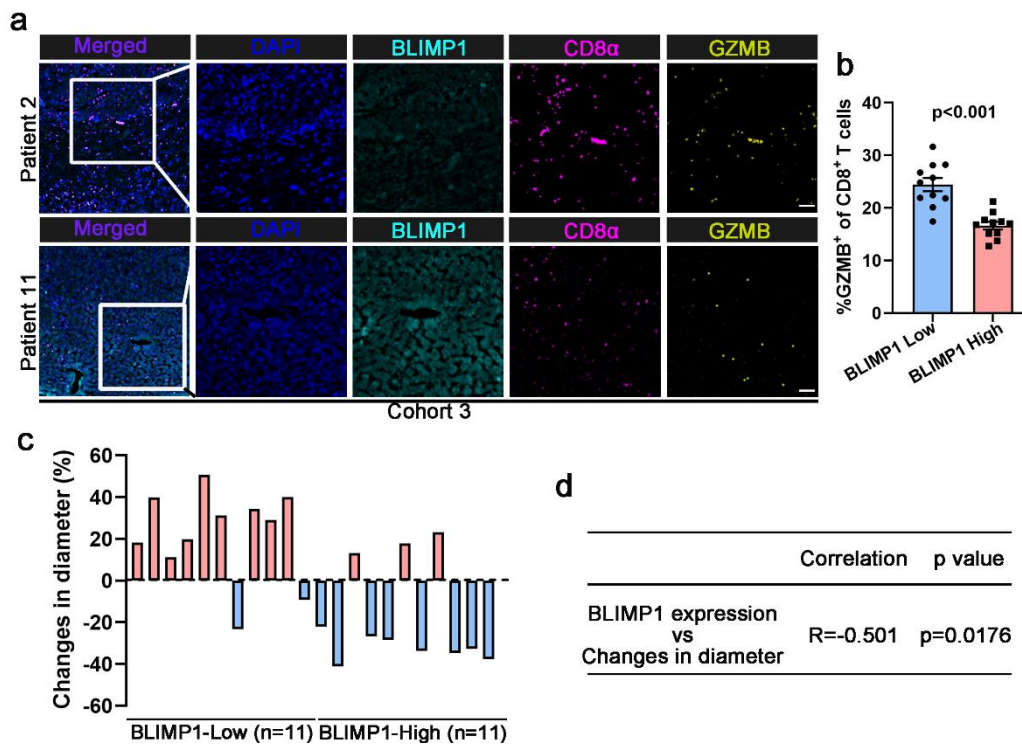 a
Merged DAPI BLIMP1 CD8α GZMB
Patient 2
Merged DAPI BLIMP1 CD8α GZMB
Patient 11
Cohort 3
b
p<0.001
%GZMB⁺ of CD8⁺ T cells
40
30
20
10
0
BLIMP1 Low
BLIMP1 High
c
Changes in diameter (%)
60
40
20
0
-20
-40
-60
BLIMP1-Low (n=11) BLIMP1-High (n=11)
d
Correlation p value
BLIMP1 expression
vs
Changes in diameter
R=-0.501 p=0.0176